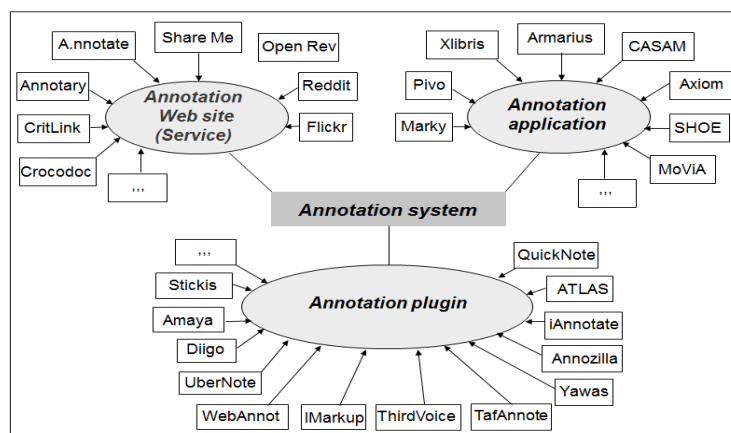 A.nnotate
Share Me
Open Rev
Annotary
Reddit
CritLink
Flickr
Crocodoc
,,,
Annotation
Web site
(Service)
Xlibris
Armarius
CASAM
Pivo
Axiom
Marky
SHOE
MoViA
,,,
Annotation
application
Annotation system
,,,
QuickNote
Stickis
ATLAS
Amaya
iAnnotate
Diigo
Annozilla
UberNote
Yawas
WebAnnot
IMarkup
ThirdVoice
TafAnnote
Annotation plugin